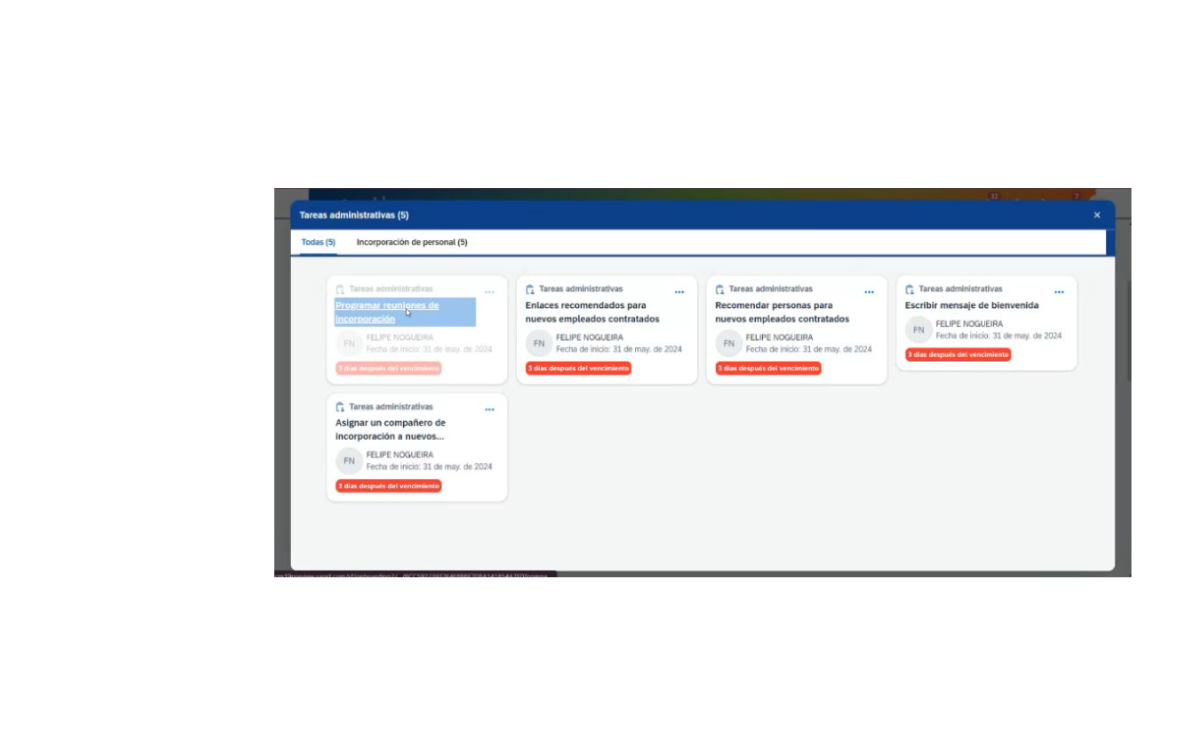 32
7
Tareas administrativas (5)
×
Todas (5)
Incorporación de personal (5)
Tareas administrativas
...
Programar reuniones de
incorporación
FN
FELIPE NOGUEIRA
Fecha de inicio: 31 de may. de 2024
3 días después del vencimiento
Tareas administrativas
...
Enlaces recomendados para
nuevos empleados contratados
FN
FELIPE NOGUEIRA
Fecha de inicio: 31 de may. de 2024
3 días después del vencimiento
Tareas administrativas
...
Recomendar personas para
nuevos empleados contratados
FN
FELIPE NOGUEIRA
Fecha de inicio: 31 de may. de 2024
3 días después del vencimiento
Tareas administrativas
...
Escribir mensaje de bienvenida
FN
FELIPE NOGUEIRA
Fecha de inicio: 31 de may. de 2024
3 días después del vencimiento
Tareas administrativas
...
Asignar un compañero de
incorporación a nuevos...
FN
FELIPE NOGUEIRA
Fecha de inicio: 31 de may. de 2024
3 días después del vencimiento